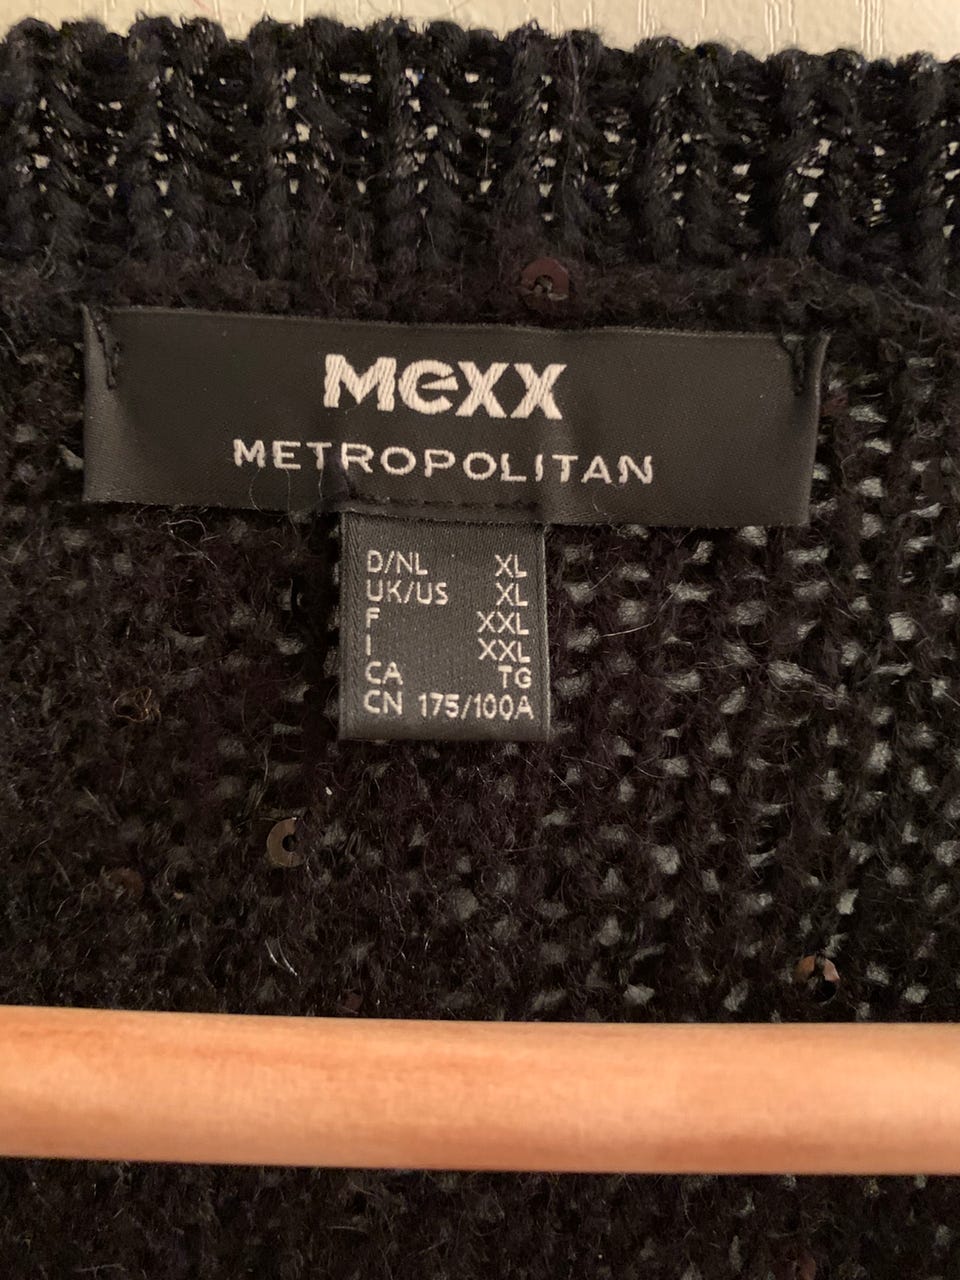 Mexx
METROPOLITAN
D/NL XL
UK/US XL
F XXL
I XXL
CA TG
CN 175/100A